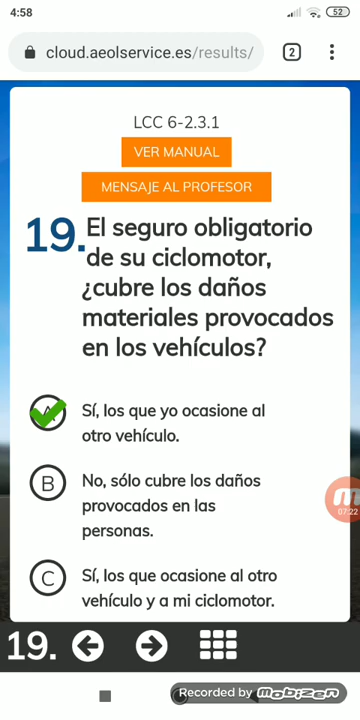 4:58
52
cloud.aeolservice.es/results/
2
LCC 6-2.3.1
VER MANUAL
MENSAJE AL PROFESOR
19. El seguro obligatorio
de su ciclomotor,
¿cubre los daños
materiales provocados
en los vehículos?
Sí, los que yo ocasione al
otro vehículo.
B No, sólo cubre los daños
provocados en las
personas.
07:22
C Sí, los que ocasione al otro
vehículo y a mi ciclomotor.
19.
Recorded by mobizen